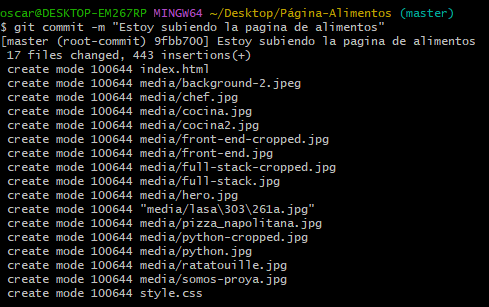 oscar@DESKTOP-EM267RP MINGW64 ~/Desktop/Página-Alimentos (master)
$ git commit -m "Estoy subiendo la pagina de alimentos"
[master (root-commit) 9fbb700] Estoy subiendo la pagina de alimentos
 17 files changed, 443 insertions(+)
 create mode 100644 index.html
 create mode 100644 media/background-2.jpeg
 create mode 100644 media/chef.jpg
 create mode 100644 media/cocina.jpg
 create mode 100644 media/cocina2.jpg
 create mode 100644 media/front-end-cropped.jpg
 create mode 100644 media/front-end.jpg
 create mode 100644 media/full-stack-cropped.jpg
 create mode 100644 media/full-stack.jpg
 create mode 100644 media/hero.jpg
 create mode 100644 "media/lasa\303\261a.jpg"
 create mode 100644 media/pizza_napolitana.jpg
 create mode 100644 media/python-cropped.jpg
 create mode 100644 media/python.jpg
 create mode 100644 media/ratatouille.jpg
 create mode 100644 media/somos-proya.jpg
 create mode 100644 style.css